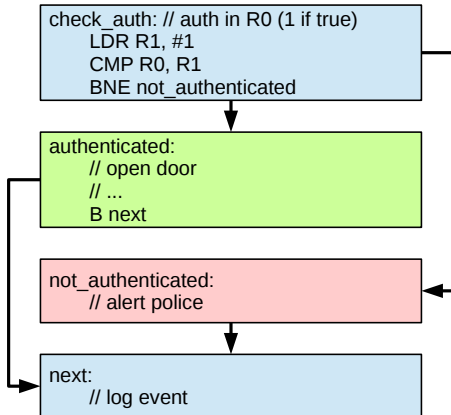 check_auth: // auth in R0 (1 if true)
LDR R1, #1
CMP R0, R1
BNE not_authenticated
authenticated:
// open door
// ...
B next
not_authenticated:
// alert police
next:
// log event